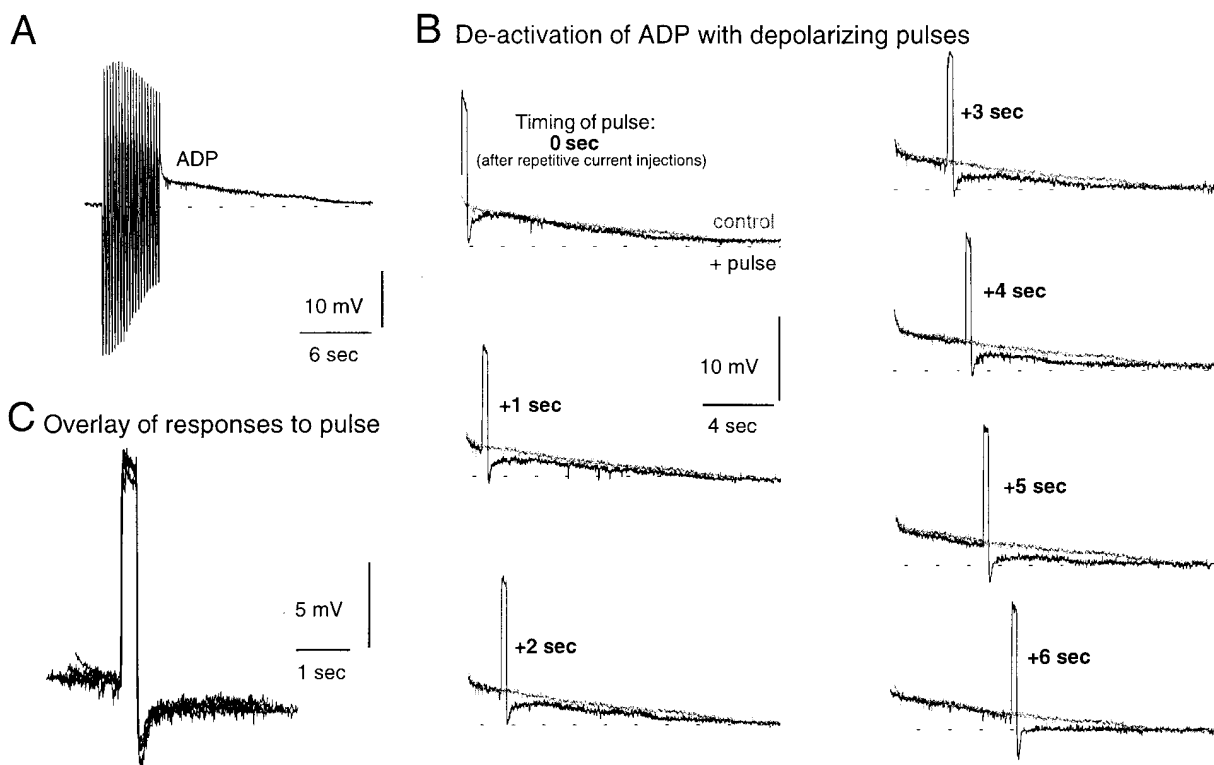 A
ADP
10 mV
6 sec
B De-activation of ADP with depolarizing pulses
Timing of pulse:
0 sec
(after repetitive current injections)
control
+ pulse
+1 sec
10 mV
4 sec
+2 sec
+3 sec
+4 sec
+5 sec
+6 sec
C Overlay of responses to pulse
5 mV
1 sec